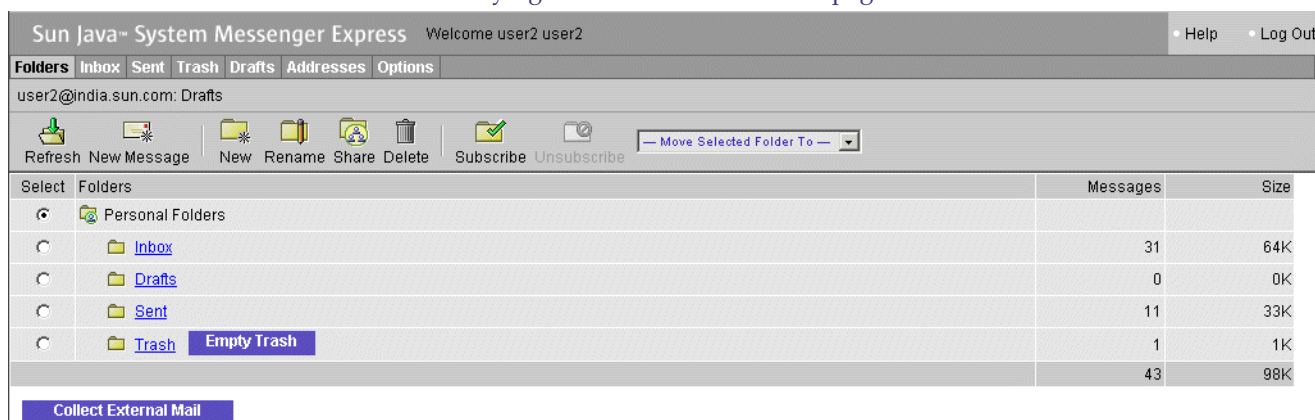 Sun Java™ System Messenger Express Welcome user2 user2 Help Log Out
Folders Inbox Sent Trash Drafts Addresses Options
user2@india.sun.com: Drafts
Refresh New Message New Rename Share Delete Subscribe Unsubscribe — Move Selected Folder To —
Select Folders Messages Size
Personal Folders
Inbox 31 64K
Drafts 0 0K
Sent 11 33K
Trash Empty Trash 1 1K
43 98K
Collect External Mail